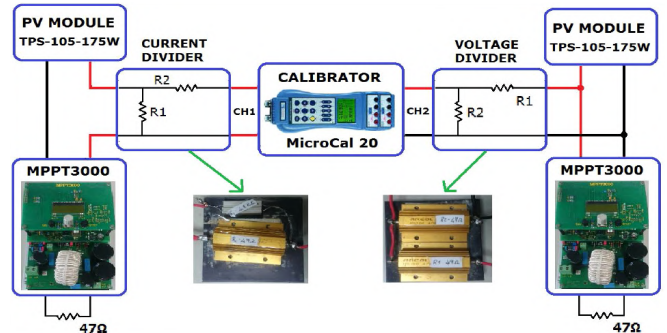 PV MODULE
TPS-105-175W
PV MODULE
TPS-105-175W
CURRENT
DIVIDER
VOLTAGE
DIVIDER
R2
R1
CH1
CALIBRATOR
MicroCal 20
CH2
R2
R1
MPPT3000
MPPT3000
47Ω
47Ω